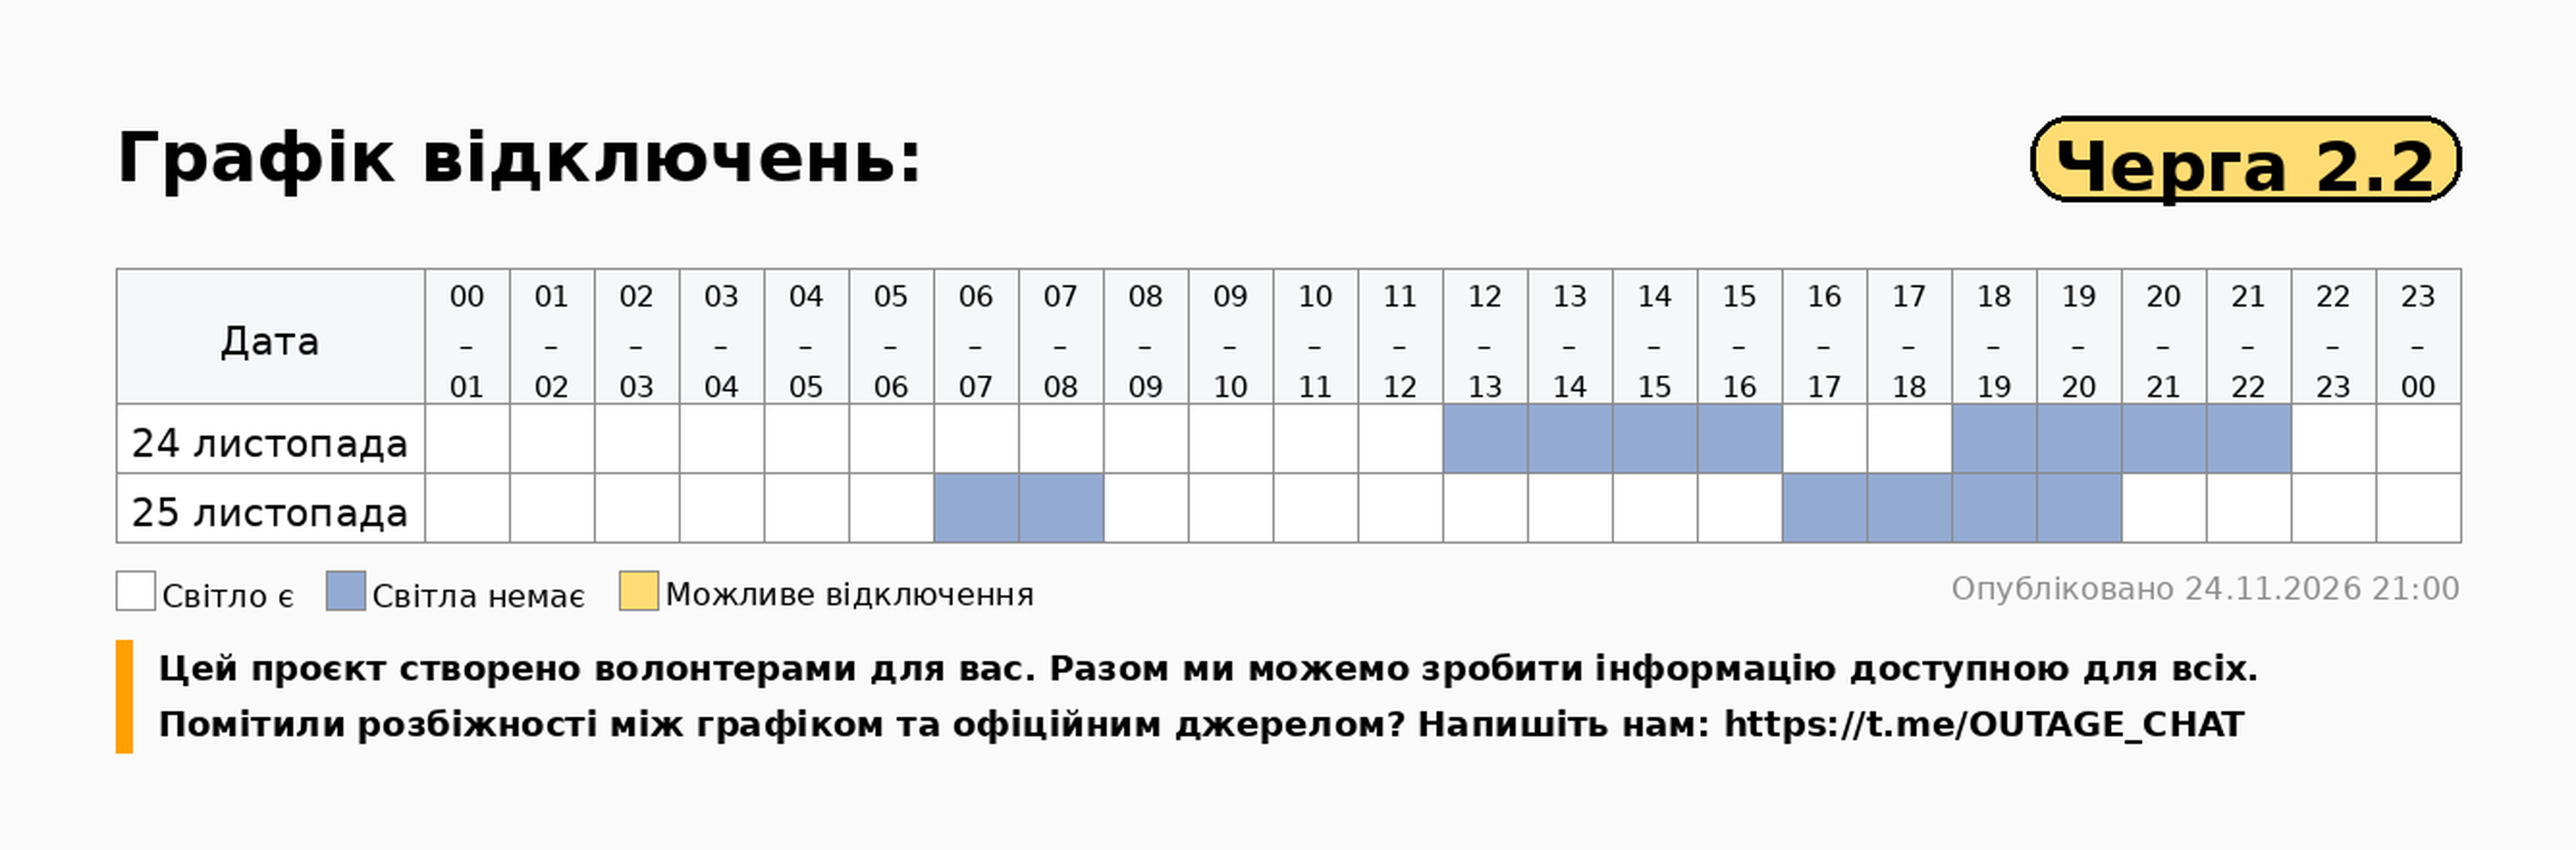 Графік відключень:
Черга 2.2
Дата
00 – 01
01 – 02
02 – 03
03 – 04
04 – 05
05 – 06
06 – 07
07 – 08
08 – 09
09 – 10
10 – 11
11 – 12
12 – 13
13 – 14
14 – 15
15 – 16
16 – 17
17 – 18
18 – 19
19 – 20
20 – 21
21 – 22
22 – 23
23 – 00
24 листопада
25 листопада
Світло є
Світла немає
Можливе відключення
Опубліковано 24.11.2026 21:00
Цей проєкт створено волонтерами для вас. Разом ми можемо зробити інформацію доступною для всіх.
Помітили розбіжності між графіком та офіційним джерелом? Напишіть нам: https://t.me/OUTAGE_CHAT